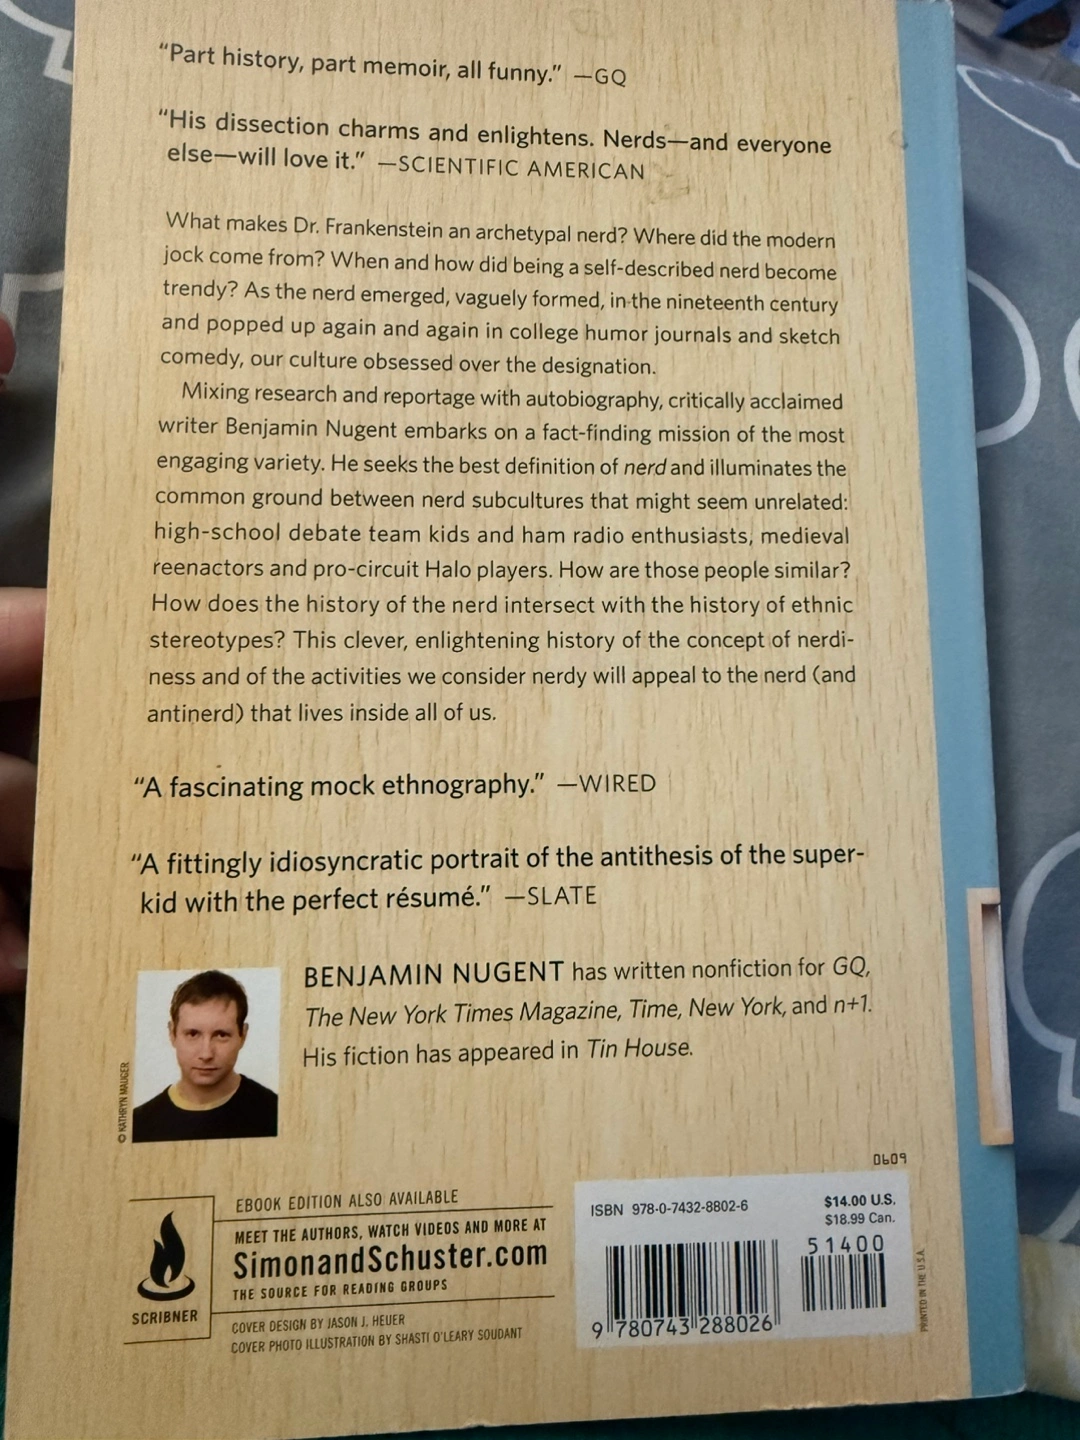 “Part history, part memoir, all funny.” —GQ
“His dissection charms and enlightens. Nerds—and everyone
else—will love it.” —SCIENTIFIC AMERICAN
What makes Dr. Frankenstein an archetypal nerd? Where did the modern
jock come from? When and how did being a self-described nerd become
trendy? As the nerd emerged, vaguely formed, in the nineteenth century
and popped up again and again in college humor journals and sketch
comedy, our culture obsessed over the designation.
Mixing research and reportage with autobiography, critically acclaimed
writer Benjamin Nugent embarks on a fact-finding mission of the most
engaging variety. He seeks the best definition of nerd and illuminates the
common ground between nerd subcultures that might seem unrelated:
high-school debate team kids and ham radio enthusiasts, medieval
reenactors and pro-circuit Halo players. How are those people similar?
How does the history of the nerd intersect with the history of ethnic
stereotypes? This clever, enlightening history of the concept of nerdi-
ness and of the activities we consider nerdy will appeal to the nerd (and
antinerd) that lives inside all of us.
“A fascinating mock ethnography.” —WIRED
“A fittingly idiosyncratic portrait of the antithesis of the super-
kid with the perfect résumé.” —SLATE
BENJAMIN NUGENT has written nonfiction for GQ,
The New York Times Magazine, Time, New York, and n+1.
His fiction has appeared in Tin House.
© KATHRYN MAUGER
0609
SCRIBNER
EBOOK EDITION ALSO AVAILABLE
MEET THE AUTHORS, WATCH VIDEOS AND MORE AT
SimonandSchuster.com
THE SOURCE FOR READING GROUPS
COVER DESIGN BY JASON J. HEUER
COVER PHOTO ILLUSTRATION BY SHASTI O'LEARY SOUDANT
ISBN 978-0-7432-8802-6
$14.00 U.S.
$18.99 Can.
51400
9 780743 288026
PRINTED IN THE U.S.A.